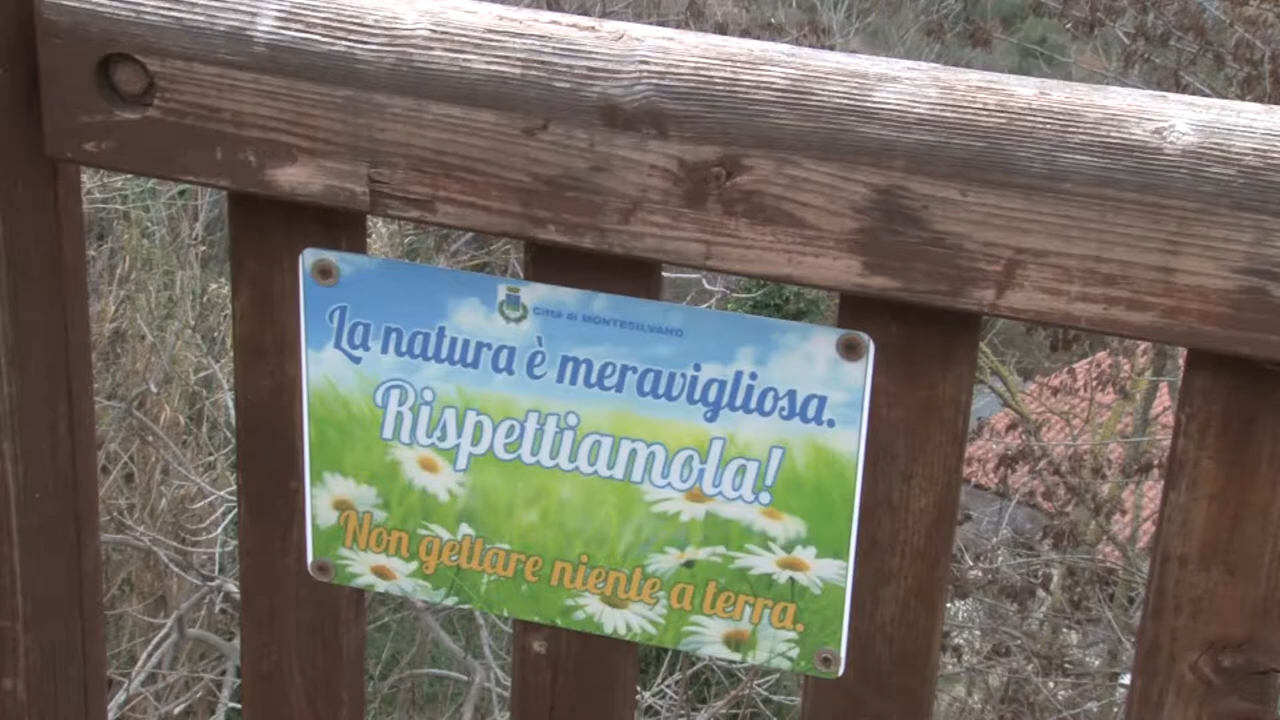 Città di MONTESILVANO
La natura è meravigliosa.
Rispettiamola!
Non gettare niente a terra.